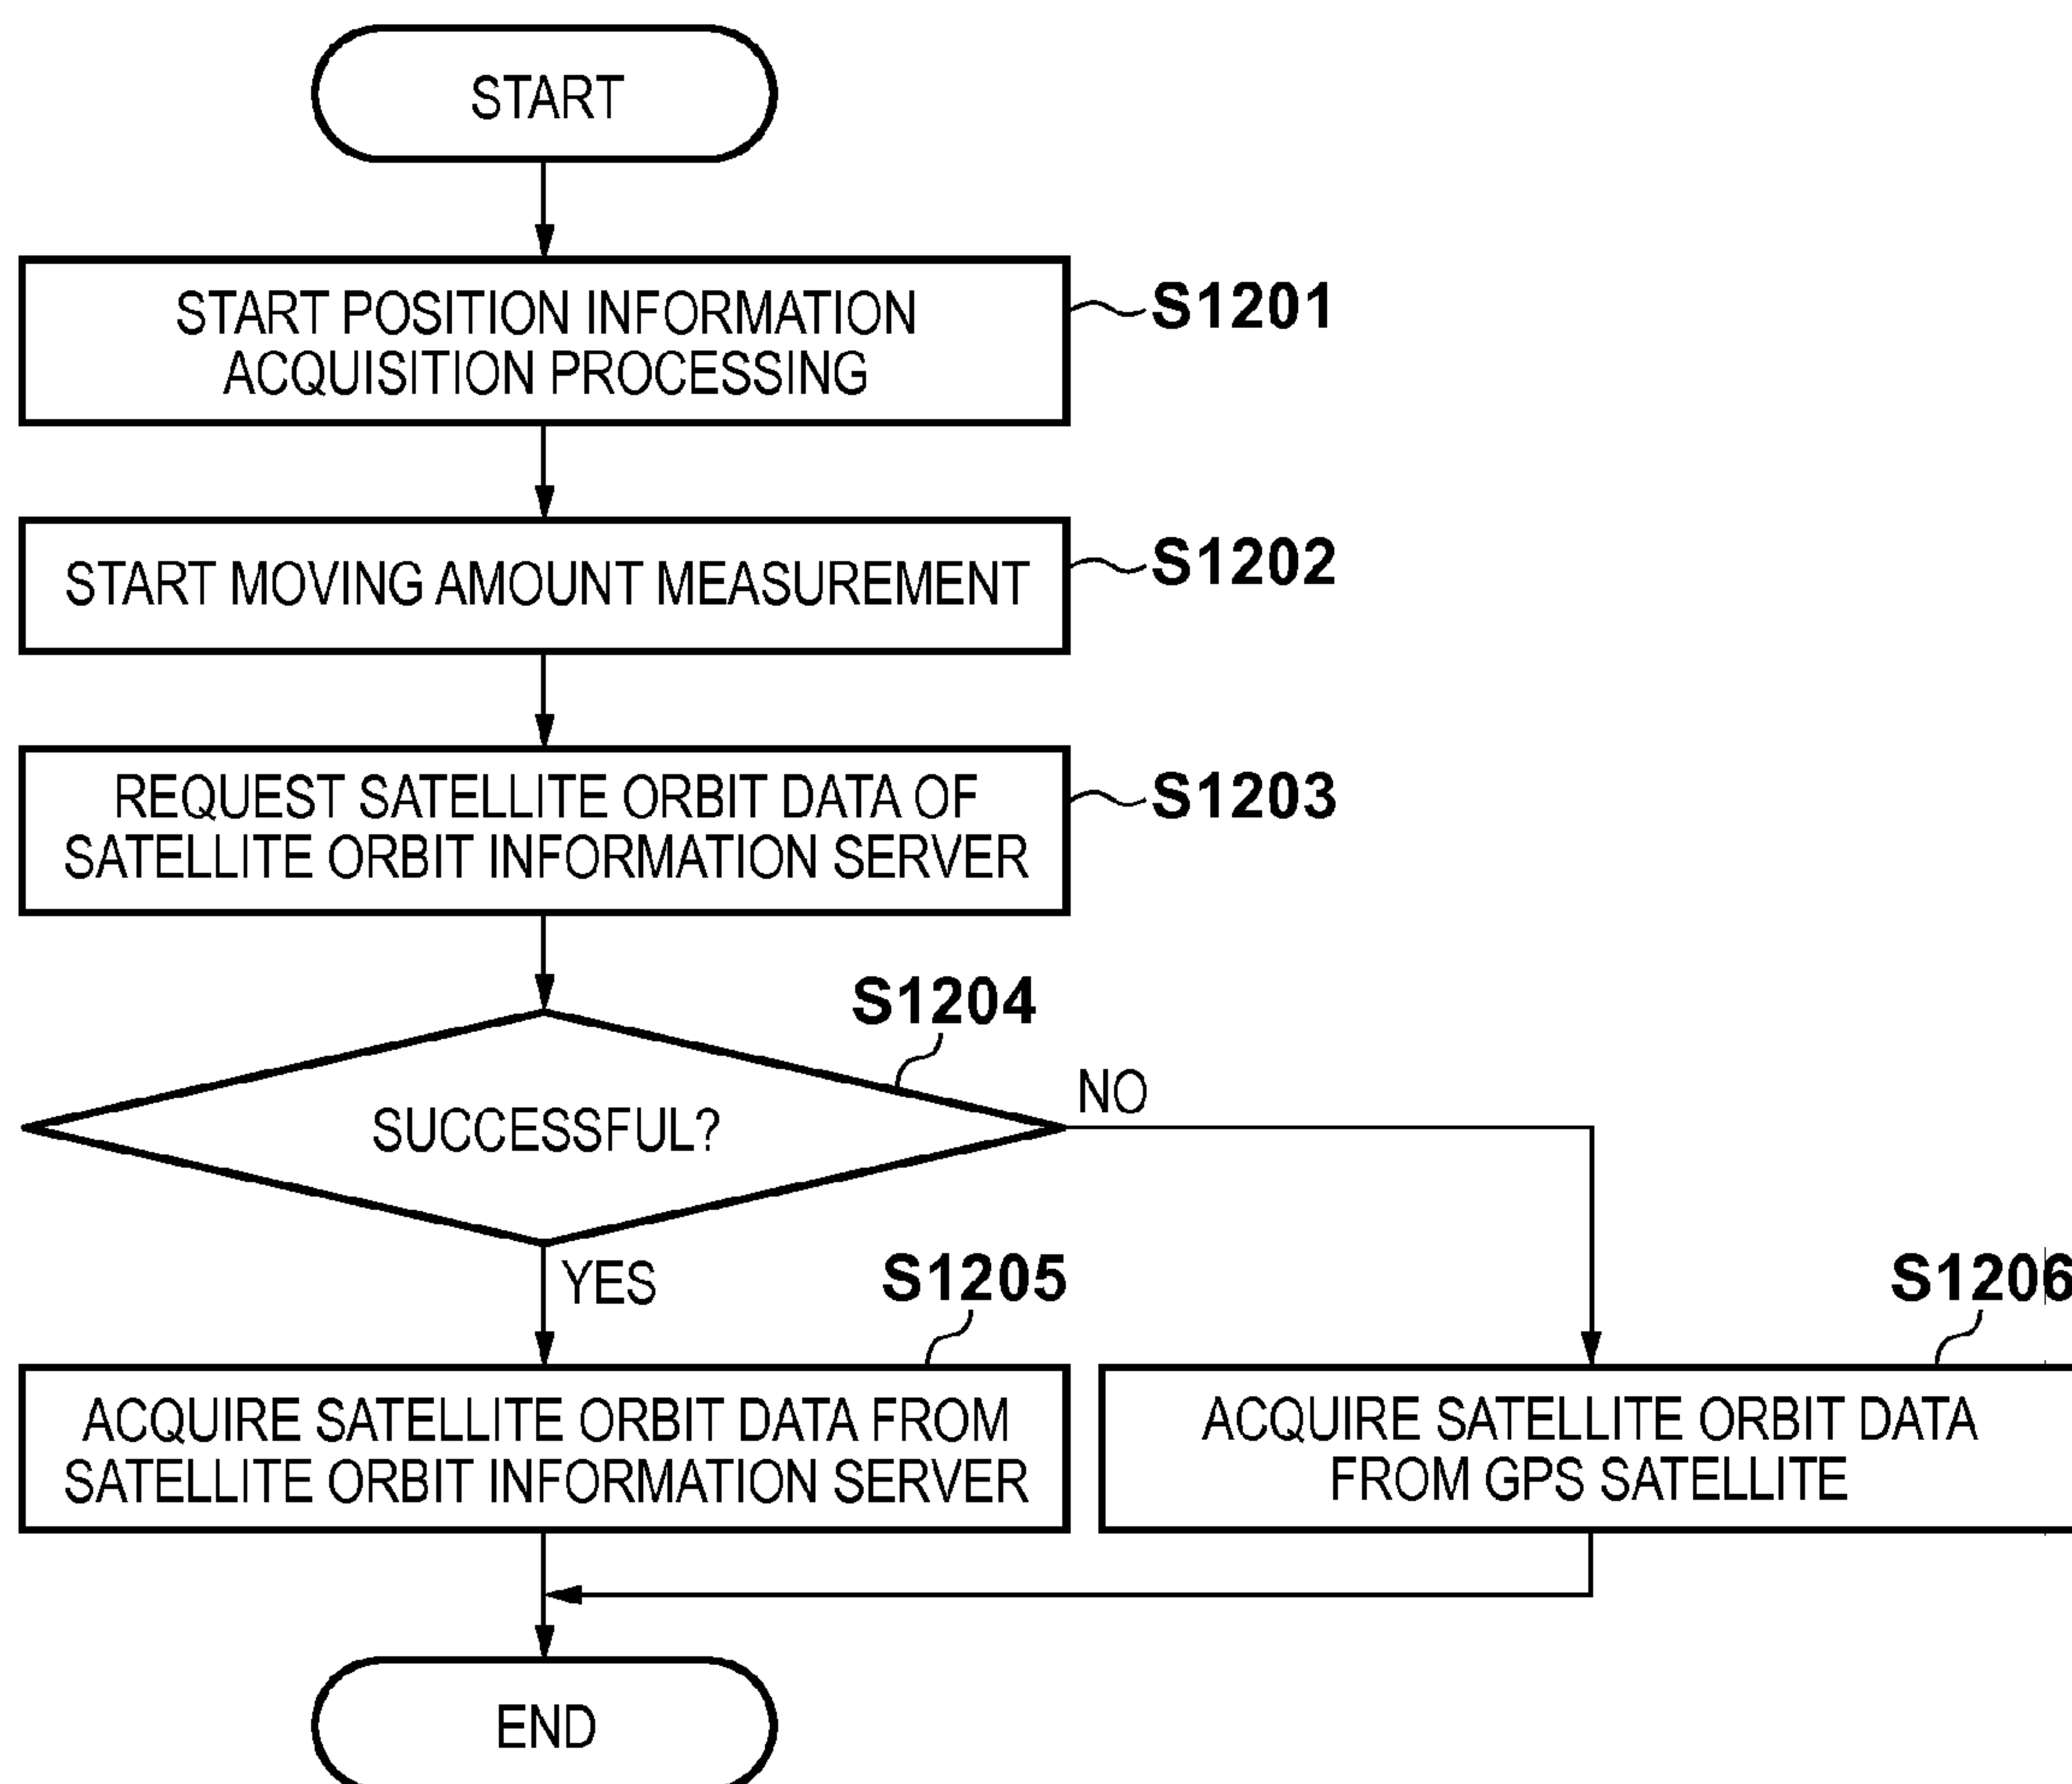 START
START POSITION INFORMATION
ACQUISITION PROCESSING
S1201
START MOVING AMOUNT MEASUREMENT
S1202
REQUEST SATELLITE ORBIT DATA OF
SATELLITE ORBIT INFORMATION SERVER
S1203
S1204
SUCCESSFUL?
NO
YES
S1205
ACQUIRE SATELLITE ORBIT DATA FROM
SATELLITE ORBIT INFORMATION SERVER
S1206
ACQUIRE SATELLITE ORBIT DATA
FROM GPS SATELLITE
END